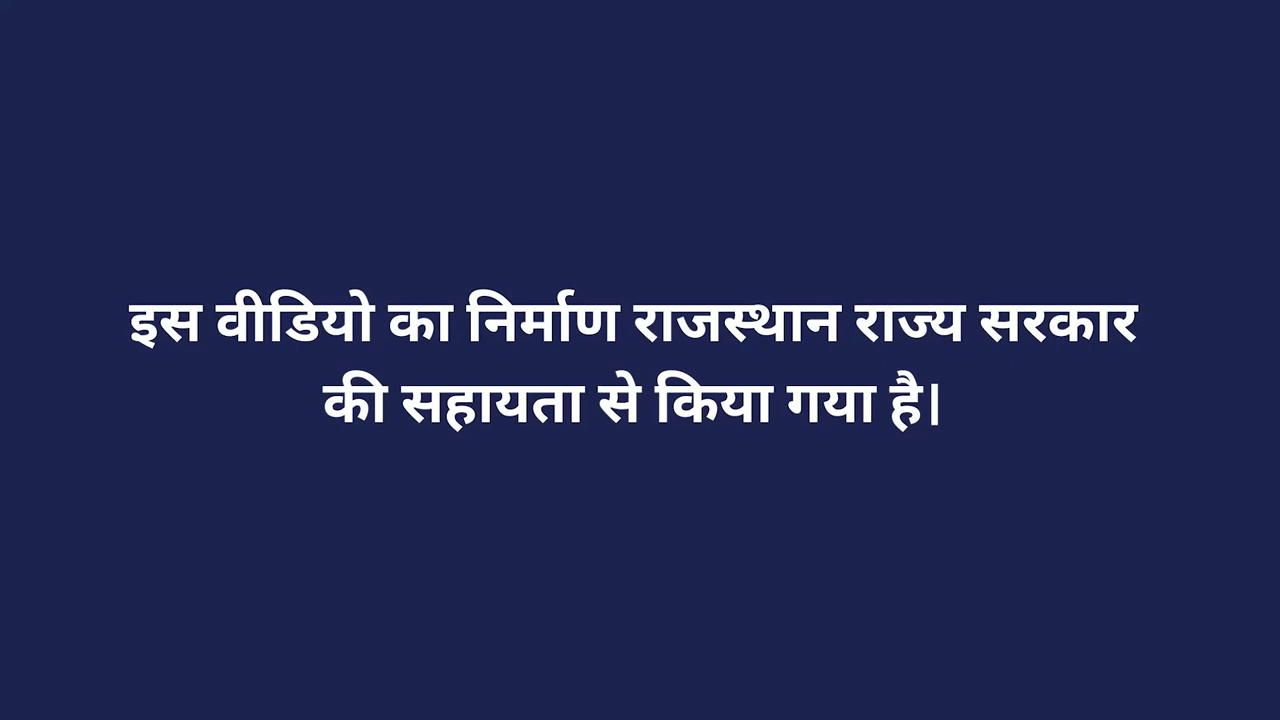 इस वीडियो का निर्माण राजस्थान राज्य सरकार
की सहायता से किया गया है।